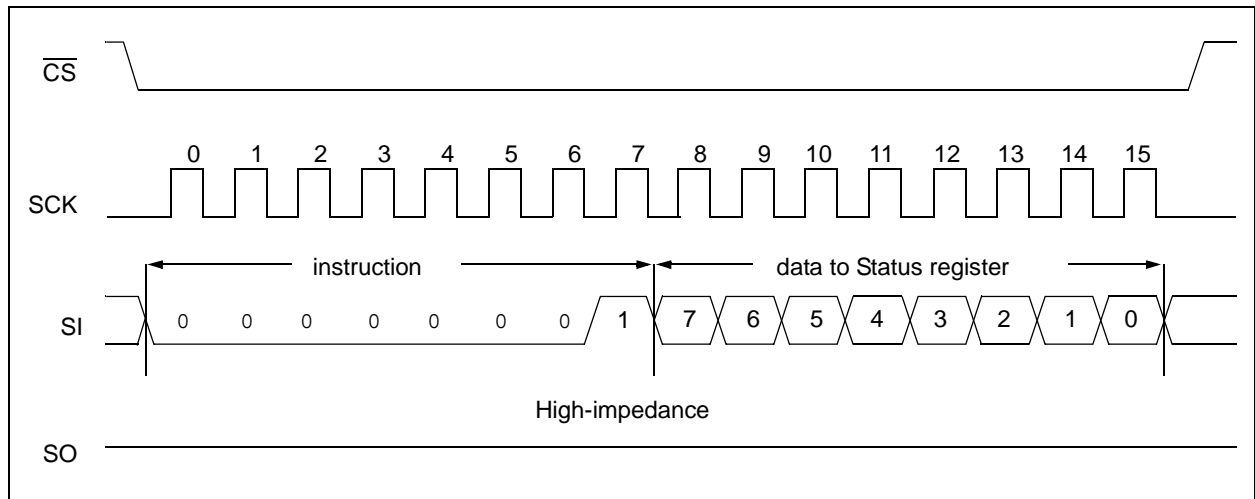 C̅S̅
0 1 2 3 4 5 6 7 8 9 10 11 12 13 14 15
SCK
instruction data to Status register
SI 0 0 0 0 0 0 0 1 7 6 5 4 3 2 1 0
High-impedance
SO